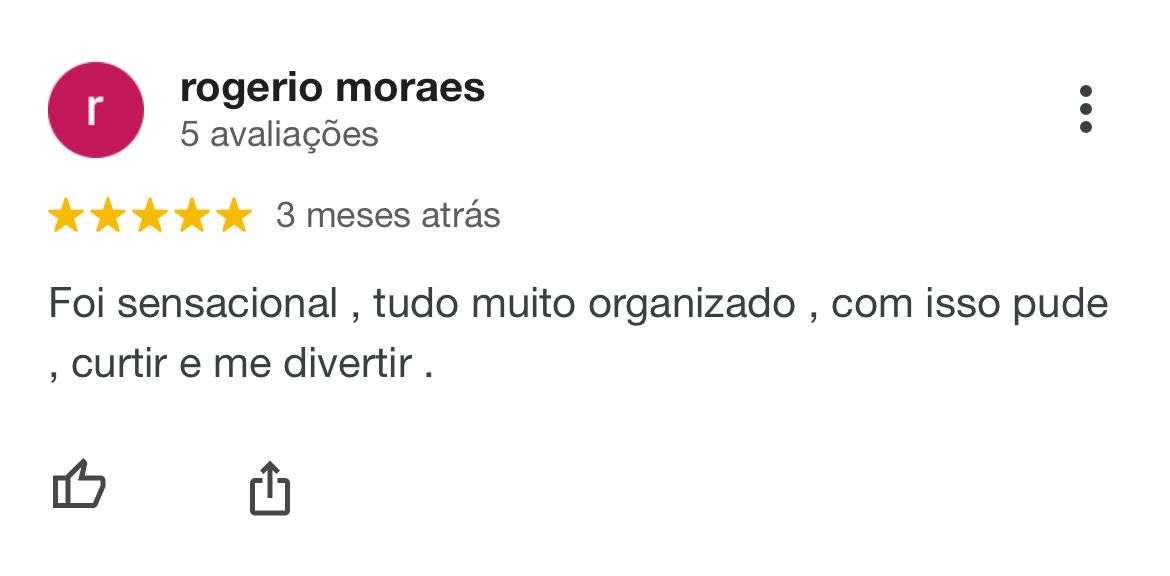 r
rogerio moraes
5 avaliações
3 meses atrás
Foi sensacional , tudo muito organizado , com isso pude
, curtir e me divertir .